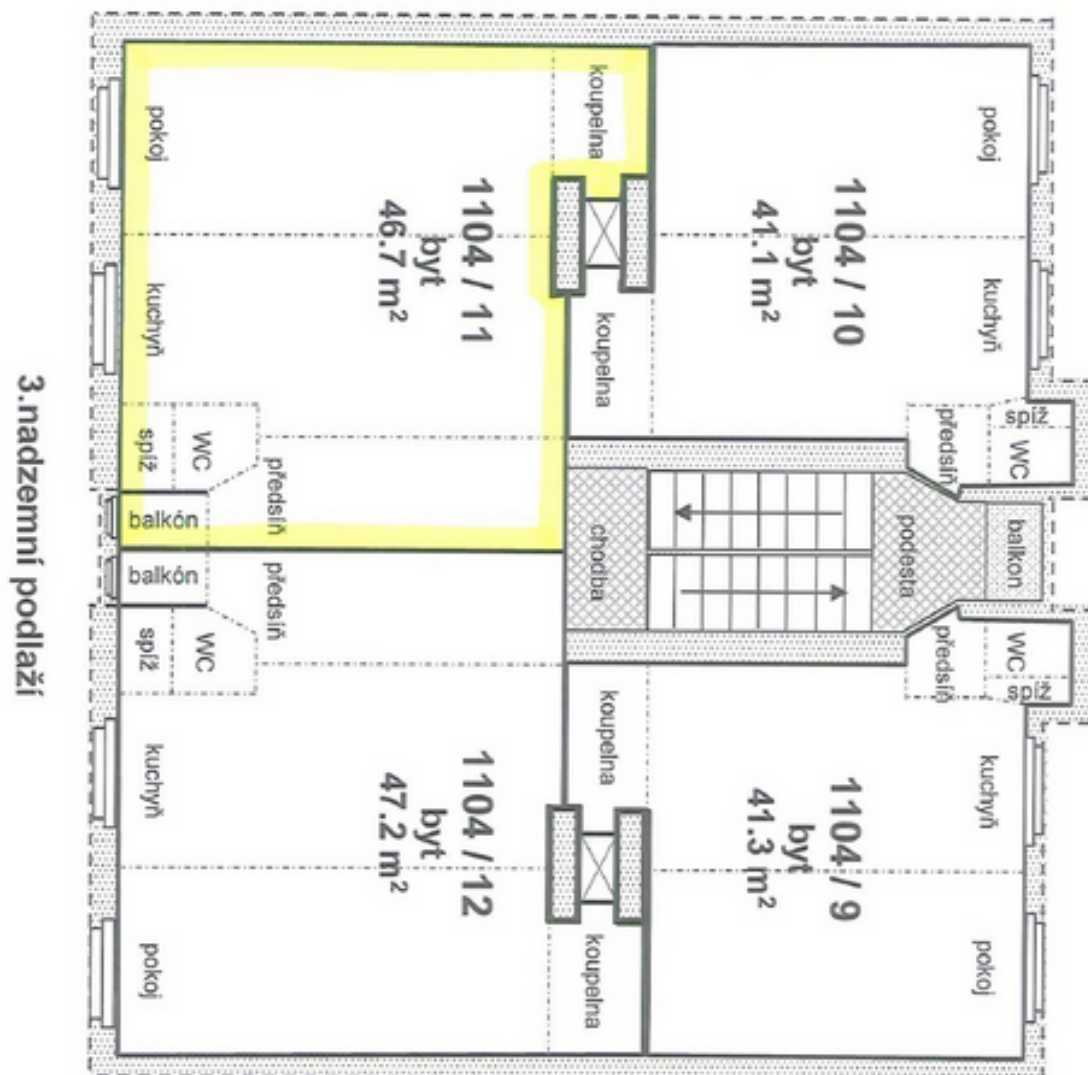 spíž
spíž
WC
balkon
WC
pokoj
kuchyň
kuchyň
pokoj
předsíň
předsíň
podesta
1104 / 10
byt
41.1 m²
1104 / 9
byt
41.3 m²
koupelna
koupelna
chodba
koupelna
koupelna
1104 / 11
byt
46.7 m²
1104 / 12
byt
47.2 m²
předsíň
předsíň
WC
WC
spíž
balkón
balkón
spíž
pokoj
kuchyň
kuchyň
pokoj
3.nadzemní podlaží